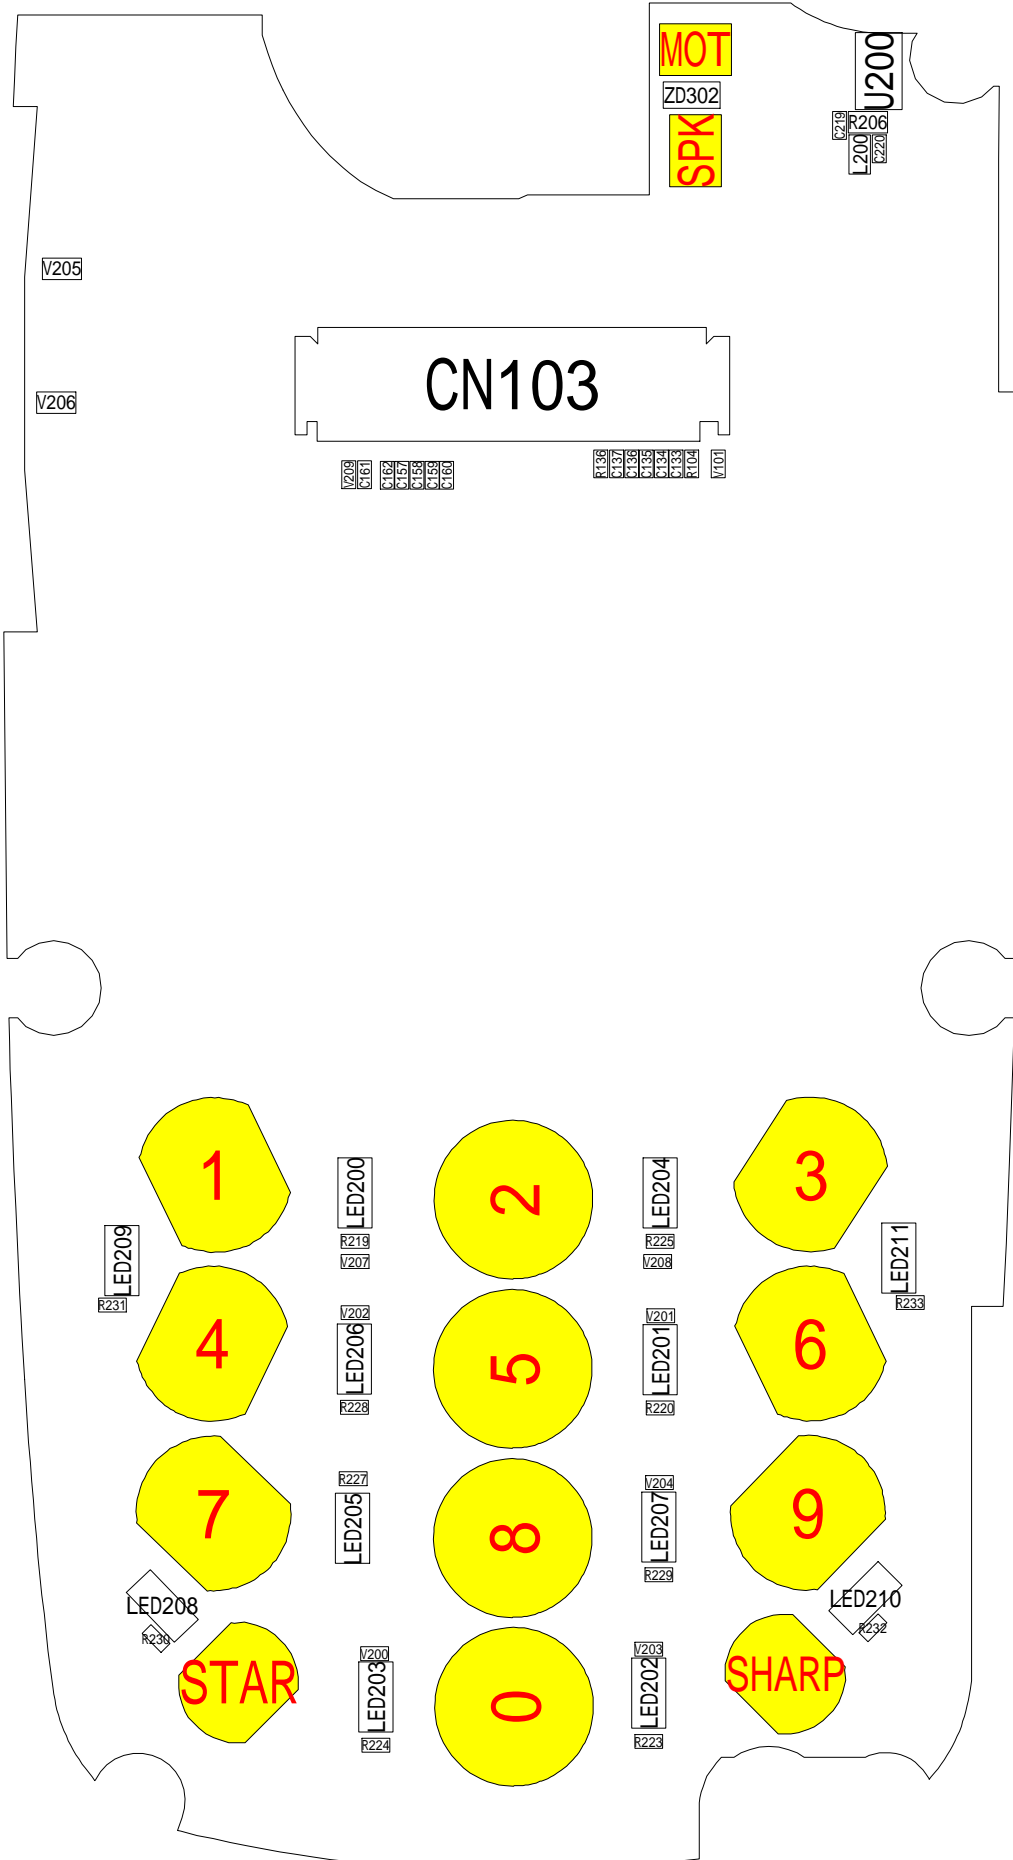 MOT
U200
ZD302
C219
R206
SPK
L200
C220
V205
CN103
V206
V209
C161
C162
C157
C158
C159
C160
R136
C137
C136
C135
C134
C133
R104
V101
1
LED200
2
LED204
3
R219
R225
LED209
V207
V208
LED211
R231
R233
V202
V201
4
LED206
5
LED201
6
R228
R220
R227
V204
7
LED205
8
LED207
9
R229
LED208
LED210
R230
R232
V200
V203
STAR
LED203
0
LED202
SHARP
R224
R223